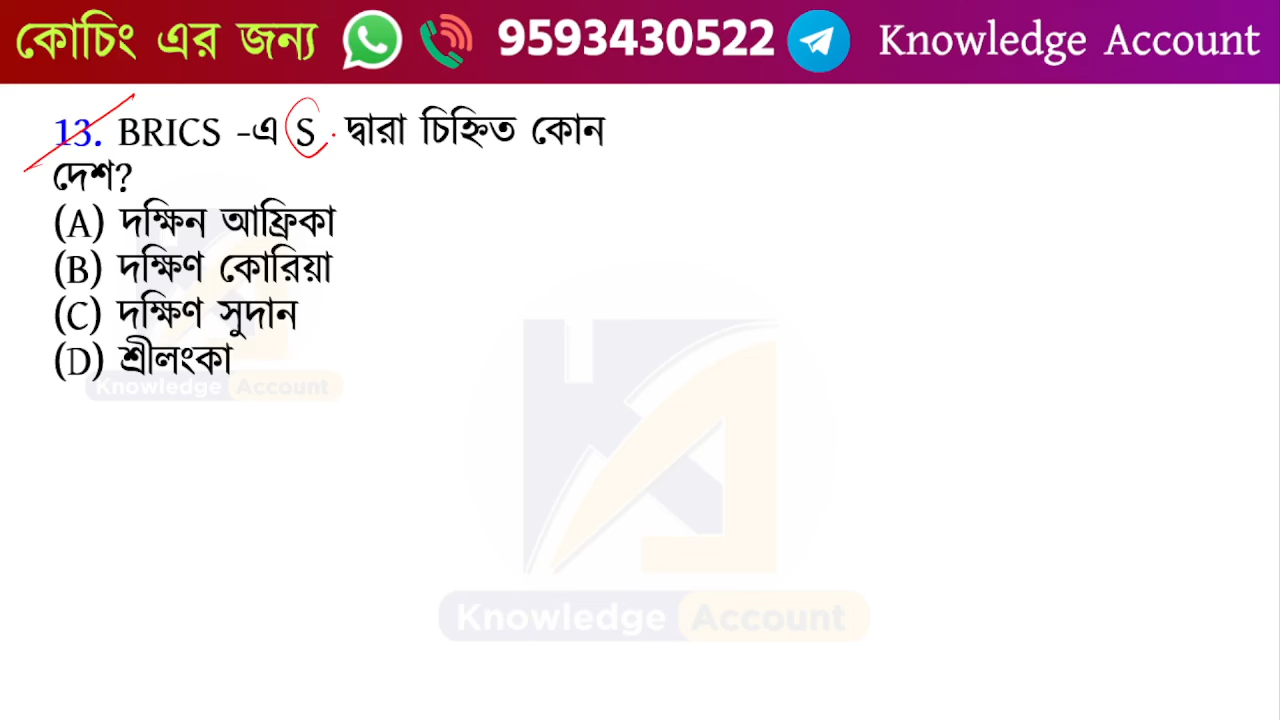 কোচিং এর জন্য 9593430522 Knowledge Account
13. BRICS -এ S দ্বারা চিহ্নিত কোন
দেশ?
(A) দক্ষিন আফ্রিকা
(B) দক্ষিণ কোরিয়া
(C) দক্ষিণ সুদান
(D) শ্রীলংকা
Knowledge Account
Knowledge Account